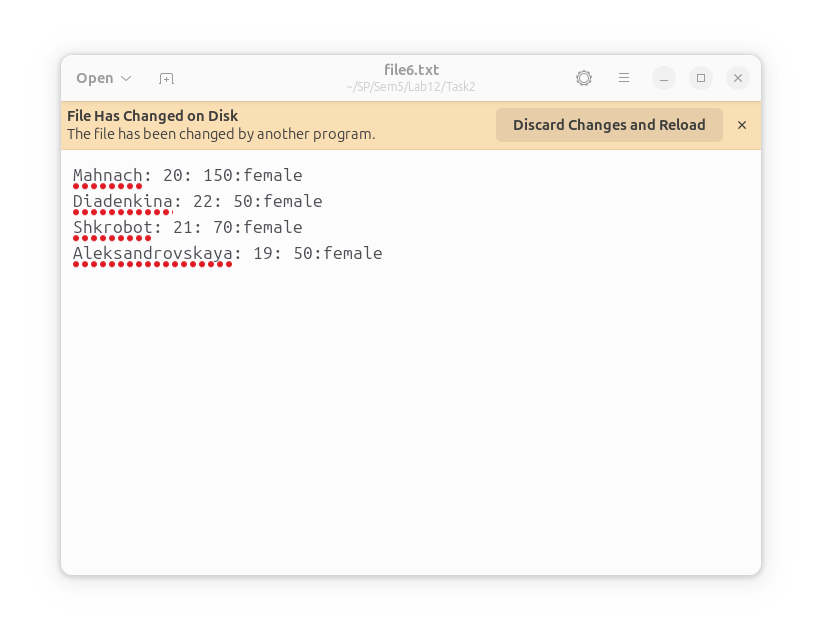 Open
file6.txt
~/SP/Sem5/Lab12/Task2
File Has Changed on Disk
The file has been changed by another program.
Discard Changes and Reload
Mahnach: 20: 150:female
Diadenkina: 22: 50:female
Shkrobot: 21: 70:female
Aleksandrovskaya: 19: 50:female